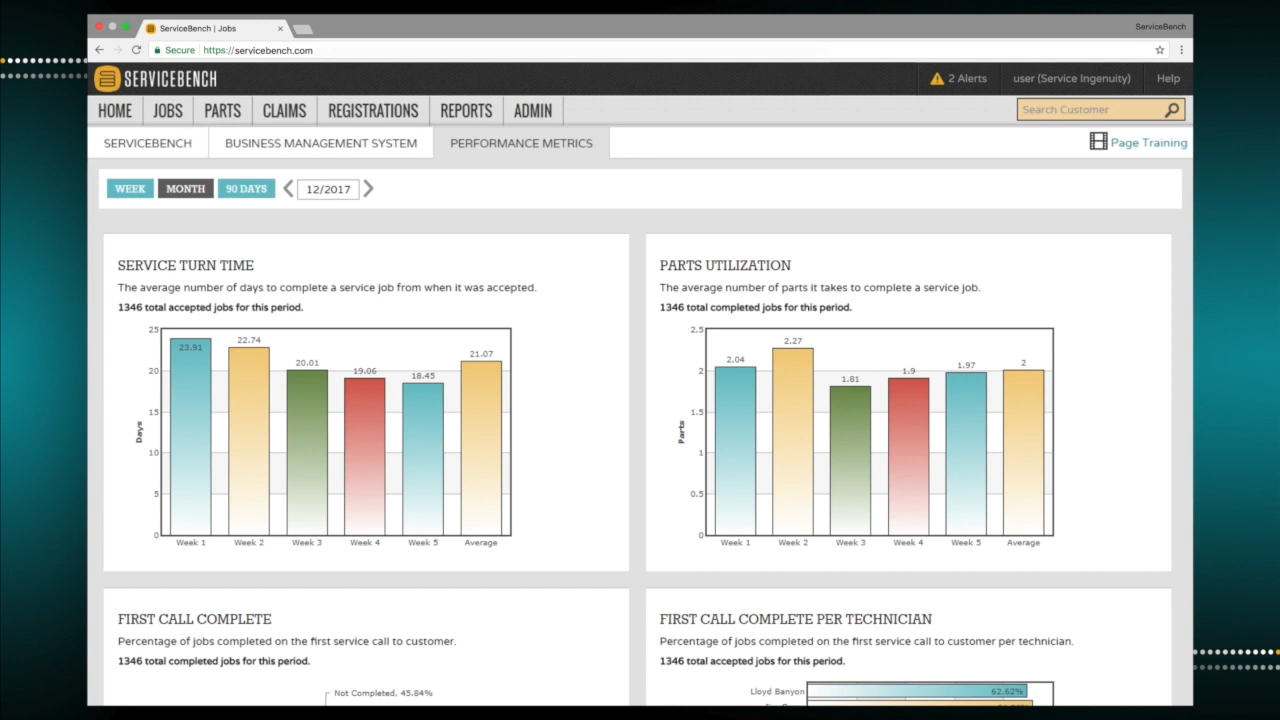 ServiceBench | Jobs
ServiceBench
Secure https://servicebench.com
SERVICEBENCH
2 Alerts
user (Service Ingenuity)
Help
HOME JOBS PARTS CLAIMS REGISTRATIONS REPORTS ADMIN
Search Customer
SERVICEBENCH BUSINESS MANAGEMENT SYSTEM PERFORMANCE METRICS
Page Training
WEEK MONTH 90 DAYS 12/2017
SERVICE TURN TIME
The average number of days to complete a service job from when it was accepted.
1346 total accepted jobs for this period.
25
20
15
10
5
0
Days
23.91
22.74
20.01
19.06
18.45
21.07
Week 1 Week 2 Week 3 Week 4 Week 5 Average
PARTS UTILIZATION
The average number of parts it takes to complete a service job.
1346 total completed jobs for this period.
2.5
2
1.5
1
0.5
0
Parts
2.04
2.27
1.81
1.9
1.97
2
Week 1 Week 2 Week 3 Week 4 Week 5 Average
FIRST CALL COMPLETE
Percentage of jobs completed on the first service call to customer.
1346 total completed jobs for this period.
Not Completed, 45.84%
FIRST CALL COMPLETE PER TECHNICIAN
Percentage of jobs completed on the first service call to customer per technician.
1346 total accepted jobs for this period.
Lloyd Banyon
62.62%